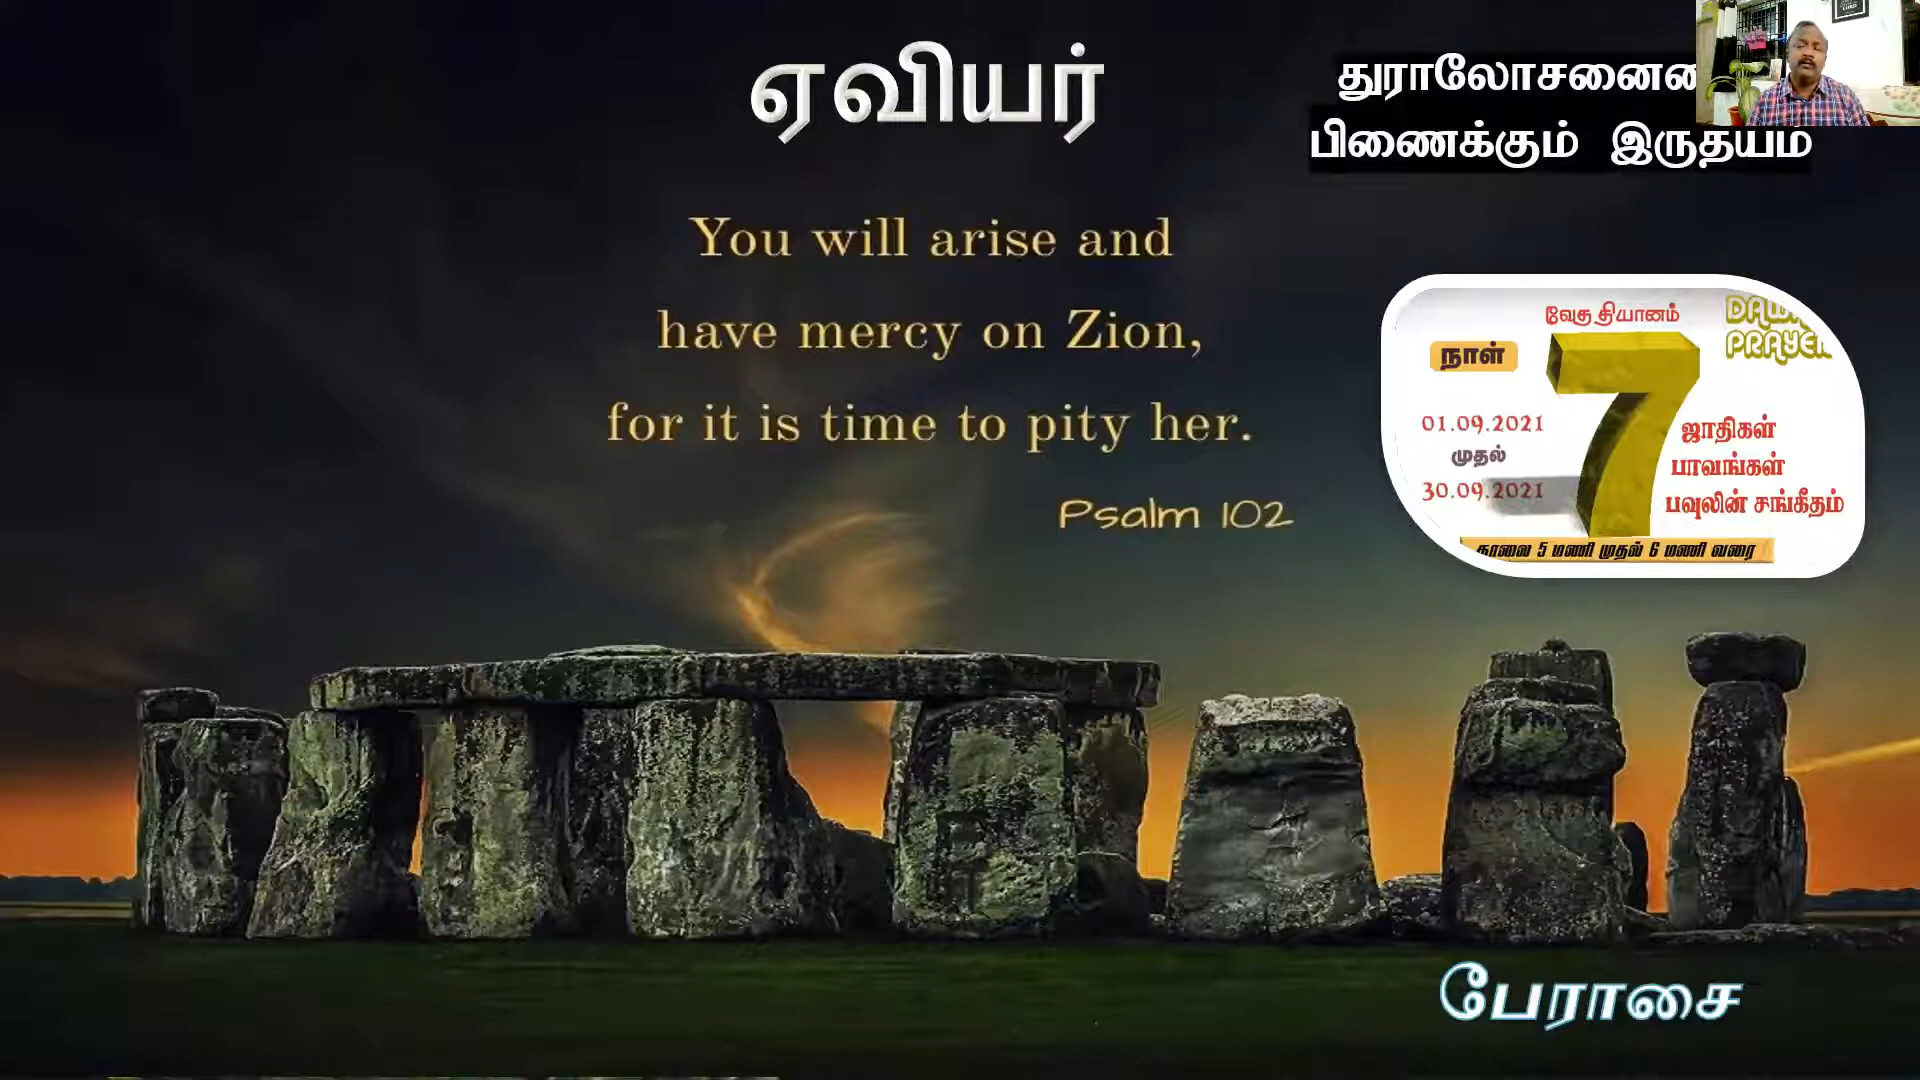 ஏவியர்
பிணைக்கும் இருதயம்
You will arise and
have mercy on Zion,
for it is time to pity her.
Psalm 102
வேத தியானம்
நாள்
7
PRAYER
01.09.2021
முதல்
30.09.2021
ஜாதிகள்
பாவங்கள்
பவுலின் சங்கீதம்
காலை 5 மணி முதல் 6 மணி வரை
பேராசை